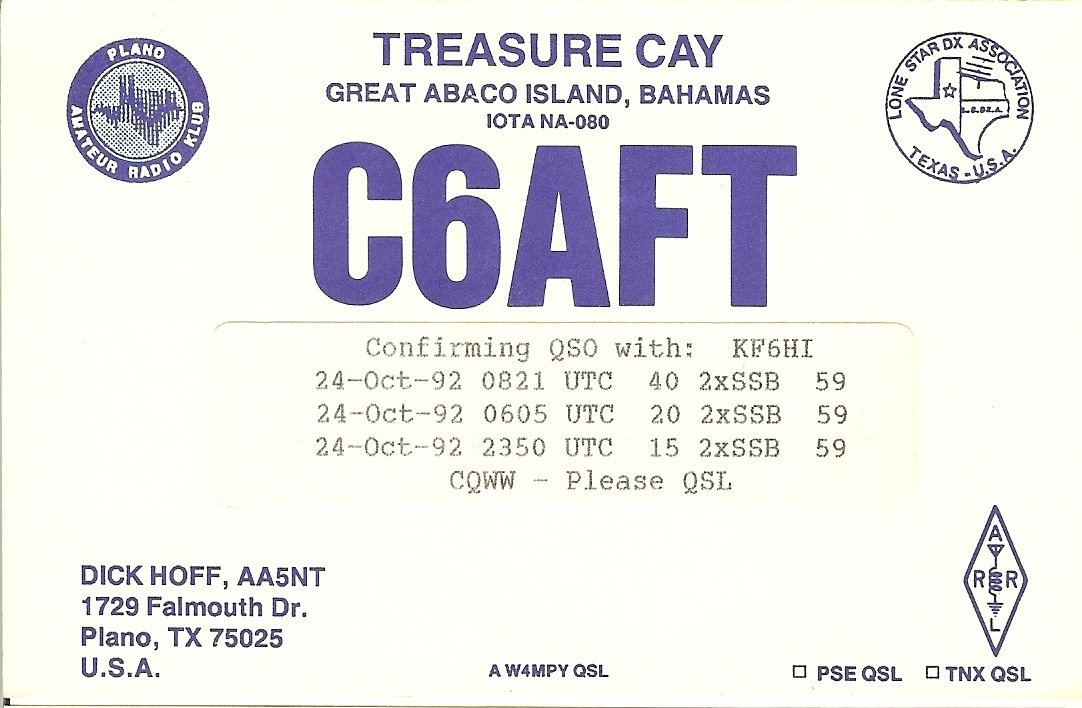 PLANO
AMATEUR RADIO KLUB
TREASURE CAY
GREAT ABACO ISLAND, BAHAMAS
IOTA NA-080
LONE STAR DX ASSOCIATION
L.S.DX.A.
TEXAS - U.S.A.
C6AFT
Confirming QSO with: KF6HI
24-Oct-92 0821 UTC 40 2xSSB 59
24-Oct-92 0605 UTC 20 2xSSB 59
24-Oct-92 2350 UTC 15 2xSSB 59
CQWW - Please QSL
A
R R
L
DICK HOFF, AA5NT
1729 Falmouth Dr.
Plano, TX 75025
U.S.A.
A W4MPY QSL
☐ PSE QSL ☐ TNX QSL